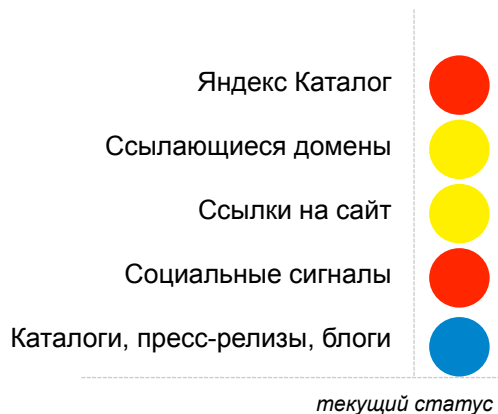 Яндекс Каталог
Ссылающиеся домены
Ссылки на сайт
Социальные сигналы
Каталоги, пресс-релизы, блоги
текущий статус